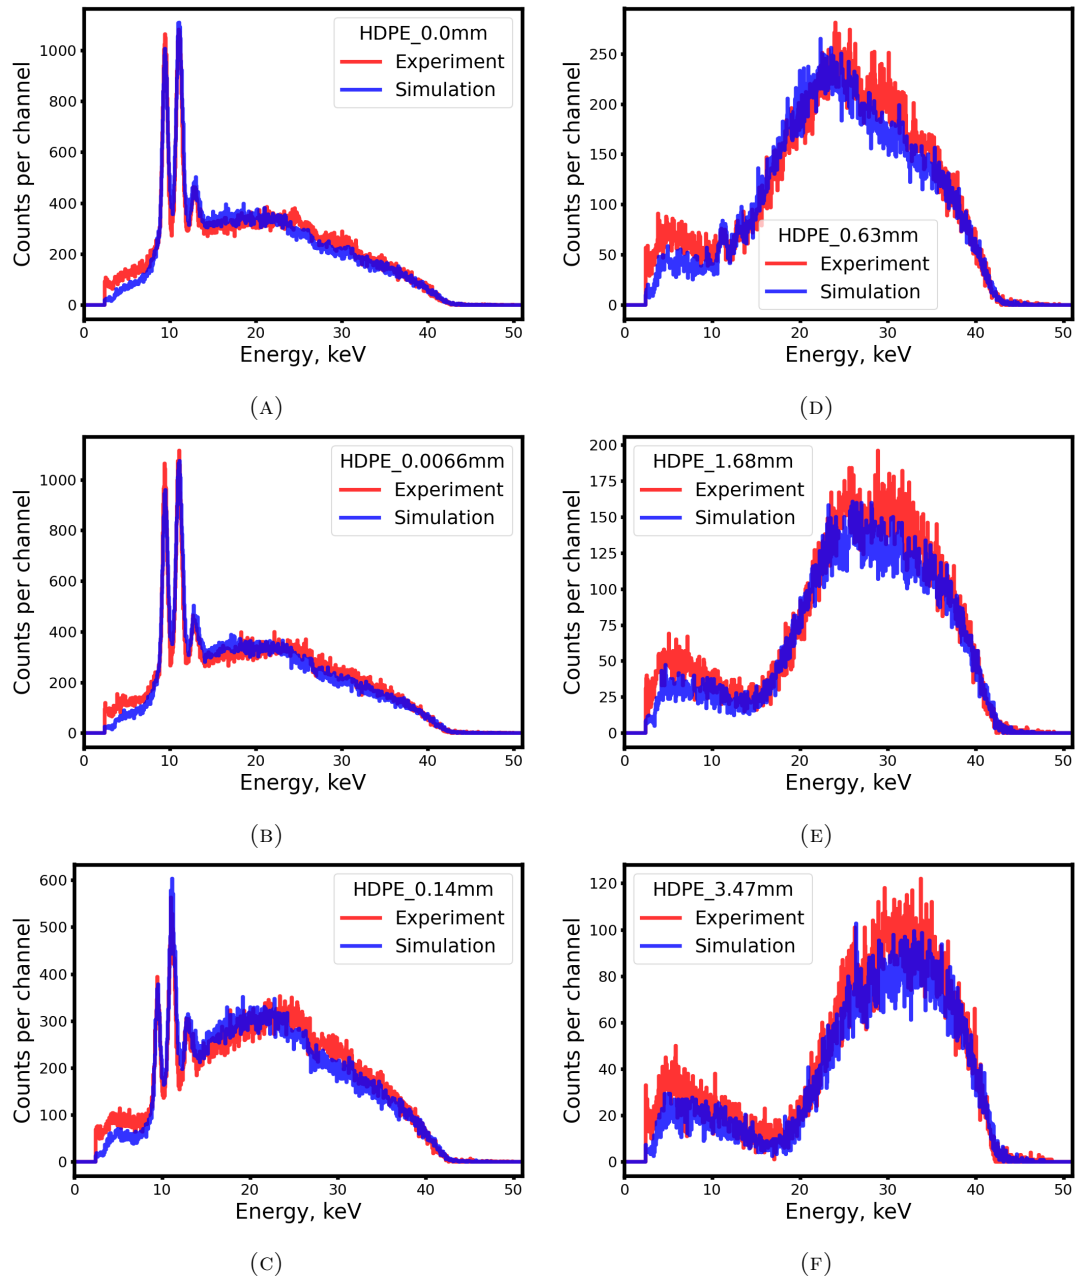 HDPE_0.0mm
Experiment
Simulation
Counts per channel
1000
800
600
400
200
0
0 10 20 30 40 50
Energy, keV
(A)
HDPE_0.63mm
Experiment
Simulation
Counts per channel
250
200
150
100
50
0
0 10 20 30 40 50
Energy, keV
(D)
HDPE_0.0066mm
Experiment
Simulation
Counts per channel
1000
800
600
400
200
0
0 10 20 30 40 50
Energy, keV
(B)
HDPE_1.68mm
Experiment
Simulation
Counts per channel
200
175
150
125
100
75
50
25
0
0 10 20 30 40 50
Energy, keV
(E)
HDPE_0.14mm
Experiment
Simulation
Counts per channel
600
500
400
300
200
100
0
0 10 20 30 40 50
Energy, keV
(C)
HDPE_3.47mm
Experiment
Simulation
Counts per channel
120
100
80
60
40
20
0
0 10 20 30 40 50
Energy, keV
(F)